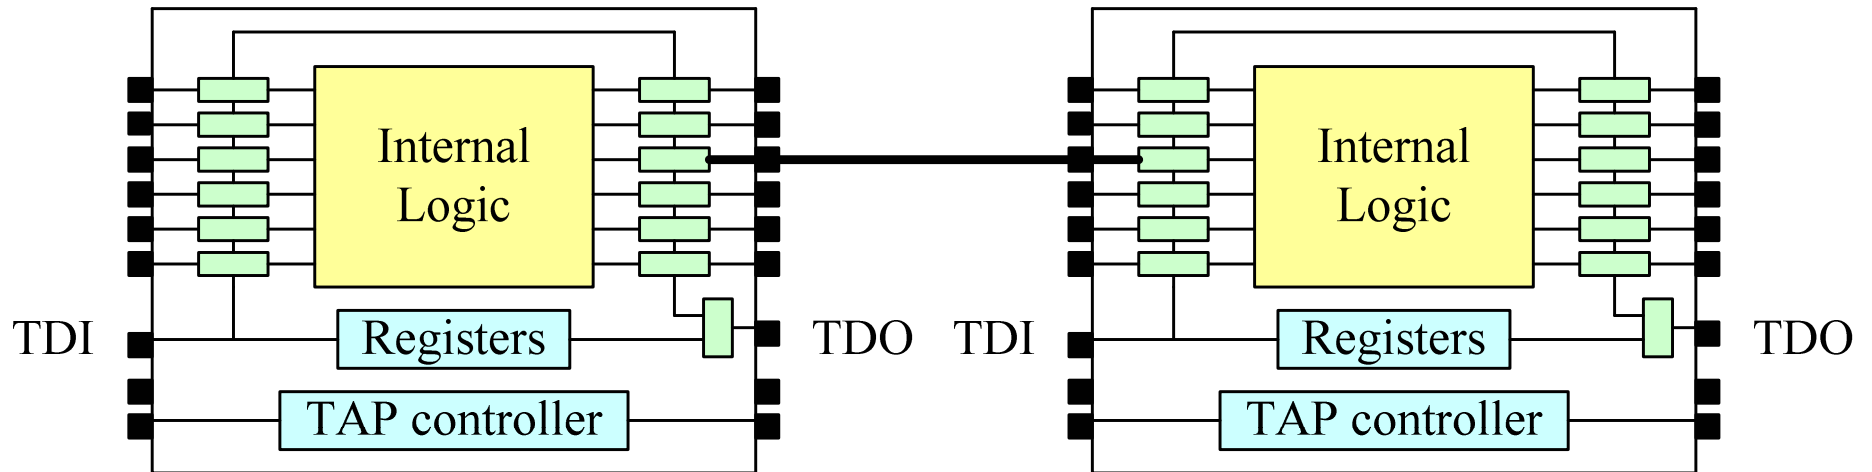 Internal
Logic
Internal
Logic
TDI
Registers
TDO
TDI
Registers
TDO
TAP controller
TAP controller